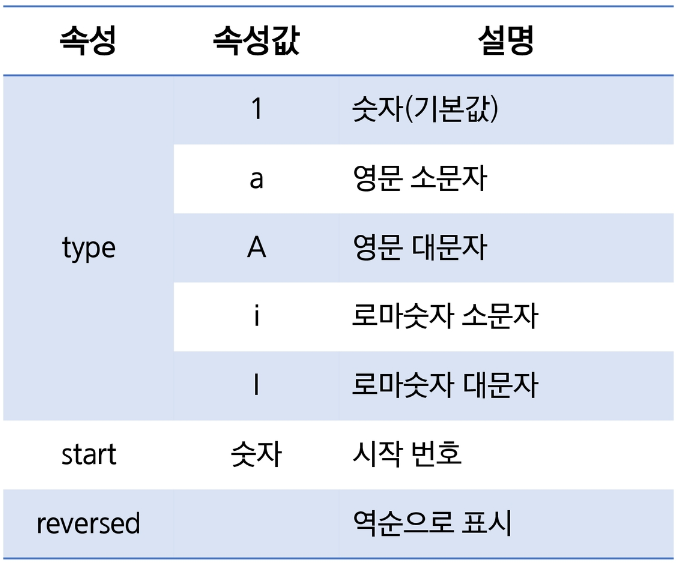 속성 속성값 설명
1 숫자(기본값)
a 영문 소문자
type A 영문 대문자
i 로마숫자 소문자
I 로마숫자 대문자
start 숫자 시작 번호
reversed 역순으로 표시